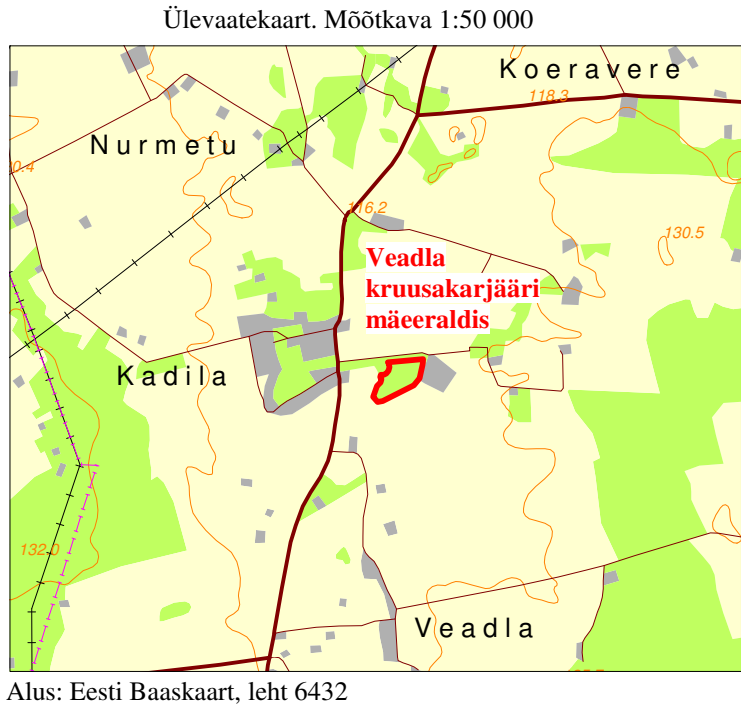 Ülevaatekaart. Mõõtkava 1:50 000
Koeravere
118.3
Nurmetu
0.4
116.2
130.5
Veadla
kruusakarjääri
mäeeraldis
Kadila
132.0
Veadla
Alus: Eesti Baaskaart, leht 6432